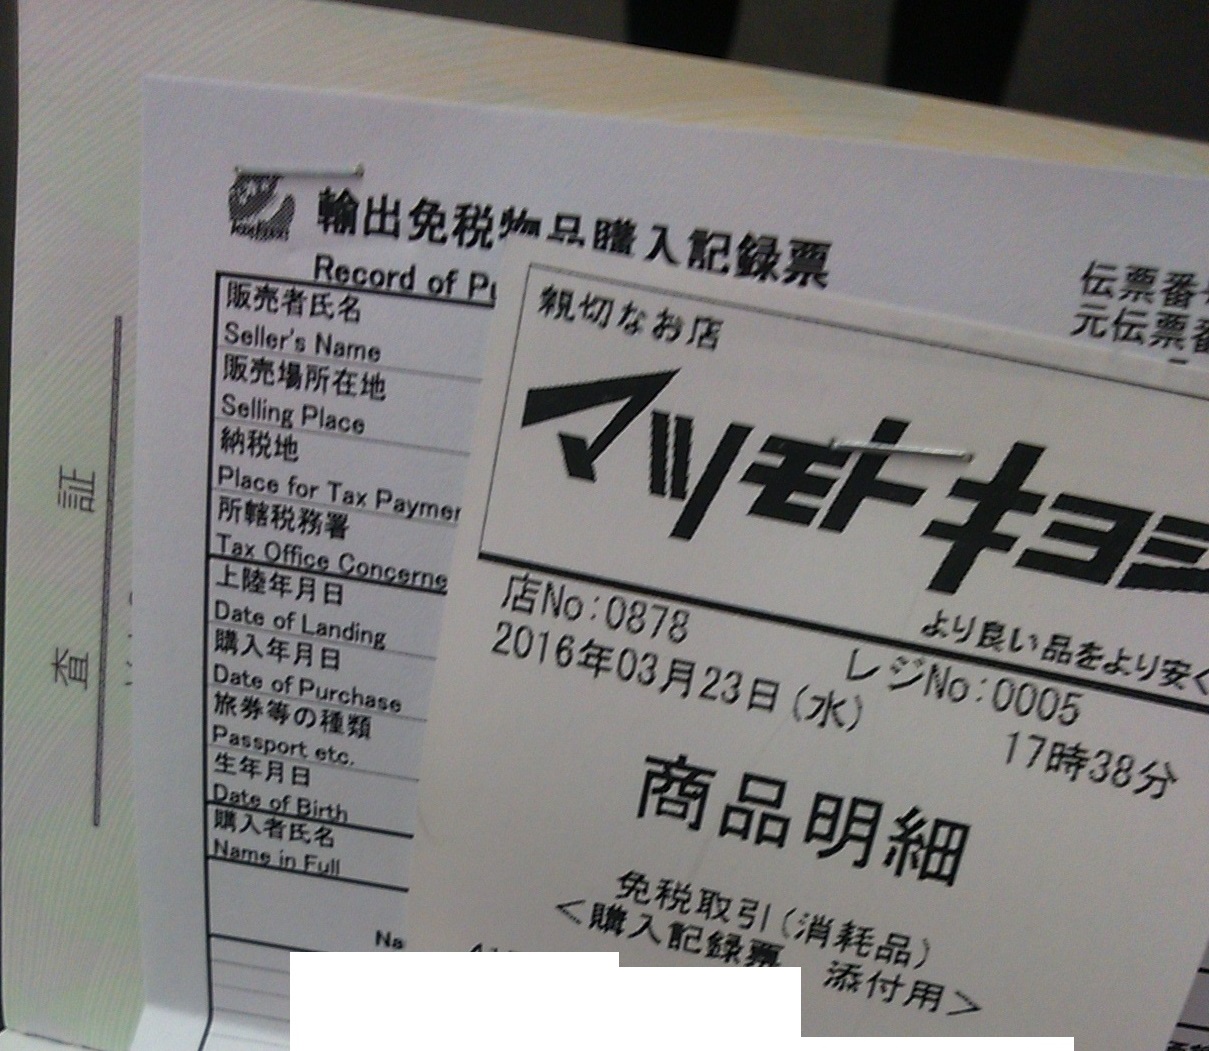 輸出免税物品購入記録票
Record of
販売者氏名
Seller's Name
販売場所在地
Selling Place
納税地
Place for Tax
所轄税務署
Tax Office
上陸年月日
Date of Landing
購入年月日
Date of Purchase
旅券等の種類
Passport etc.
生年月日
Date of Birth
購入者氏名
Name in Full
伝票番
元伝票番
親切なお店
マツモトキヨシ
より良い品をより安く
店No:0878
レジNo:0005
2016年03月23日(水)
17時38分
商品明細
免税取引(消耗品)
<購入記録票 添付用>
査証